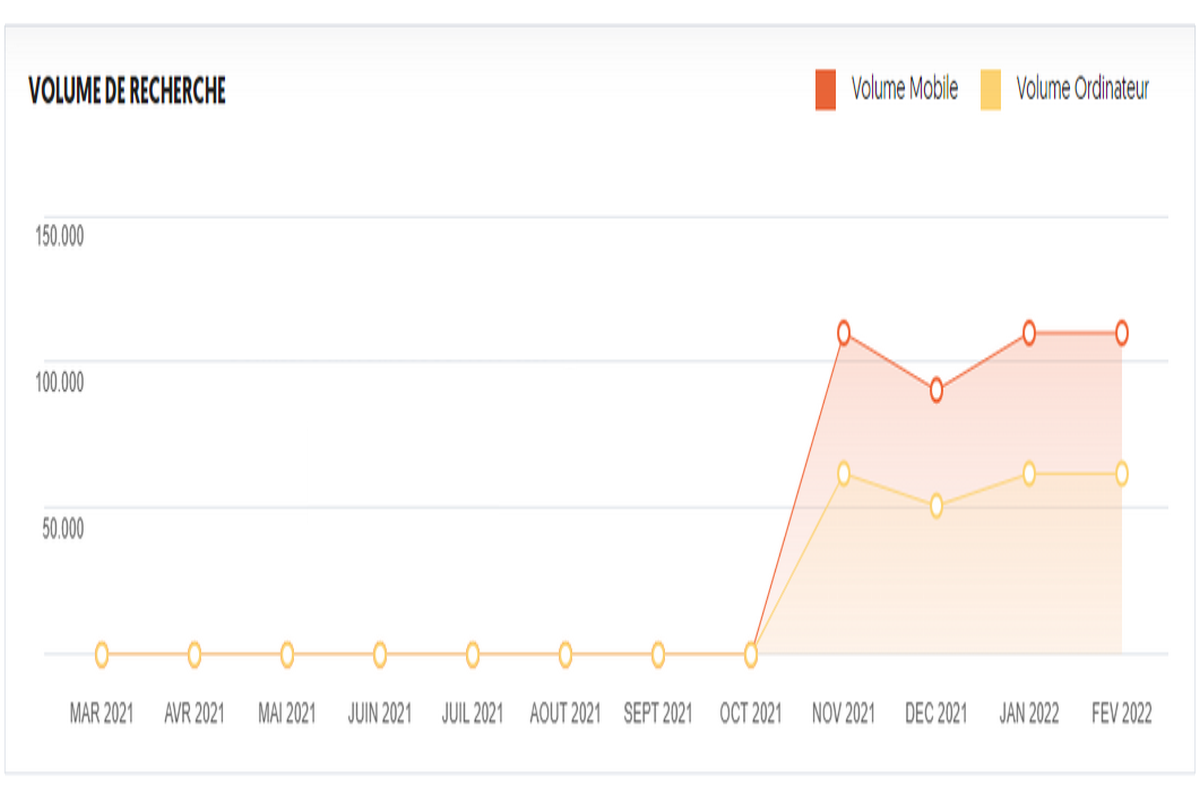 VOLUME DE RECHERCHE
Volume Mobile Volume Ordinateur
150.000
100.000
50.000
MAR 2021 AVR 2021 MAI 2021 JUIN 2021 JUIL 2021 AOUT 2021 SEPT 2021 OCT 2021 NOV 2021 DEC 2021 JAN 2022 FEV 2022